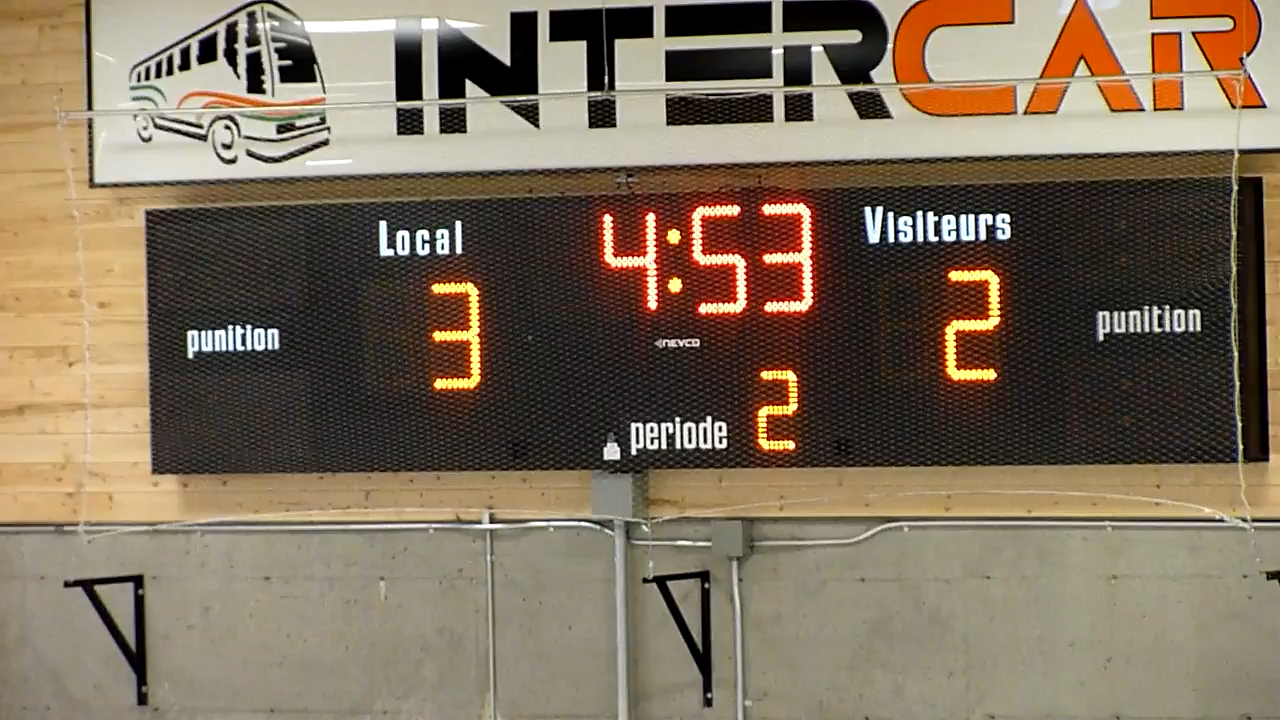 INTERCAR
Local 4:53 Visiteurs
3 2
punition punition
NEVCO
periode 2